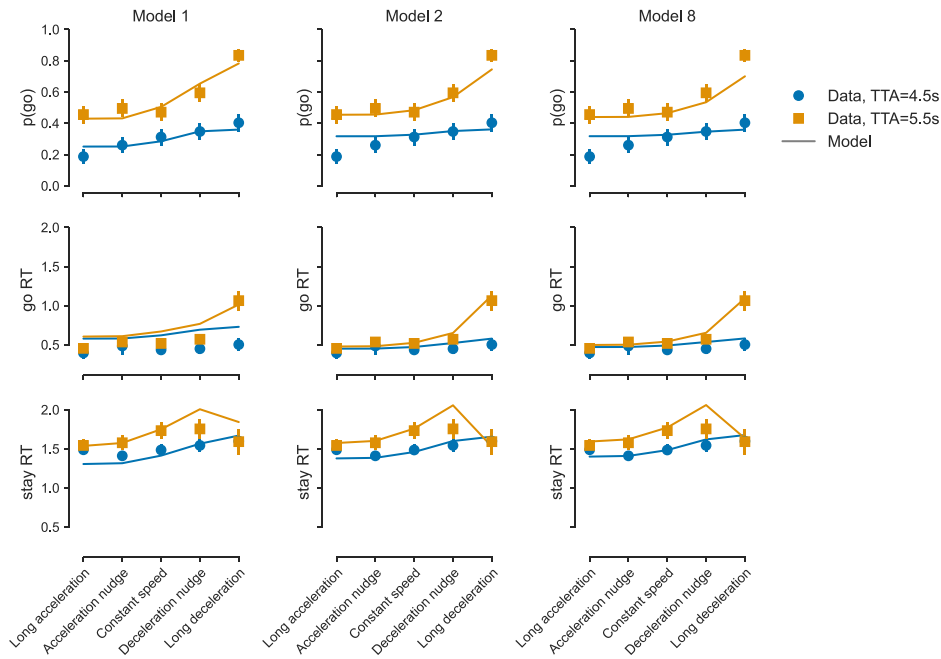 Model 1
Model 2
Model 8
1.0
0.8
0.6
0.4
0.2
0.0
p(go)
p(go)
p(go)
Data, TTA=4.5s
Data, TTA=5.5s
Model
2.0
1.5
1.0
0.5
go RT
go RT
go RT
2.0
1.5
1.0
0.5
stay RT
stay RT
stay RT
Long acceleration
Acceleration nudge
Constant speed
Deceleration nudge
Long deceleration
Long acceleration
Acceleration nudge
Constant speed
Deceleration nudge
Long deceleration
Long acceleration
Acceleration nudge
Constant speed
Deceleration nudge
Long deceleration